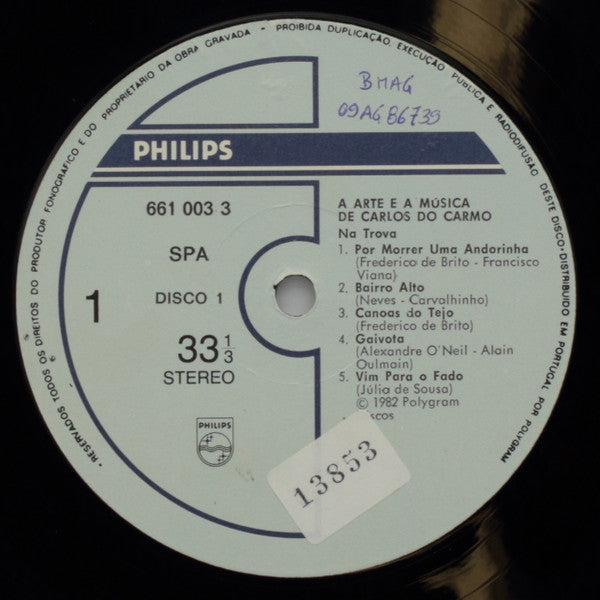 • RESERVADOS TODOS OS DIREITOS DO PRODUTOR FONOGRÁFICO E DO PROPRIETÁRIO DA OBRA GRAVADA - PROIBIDA DUPLICAÇÃO, EXECUÇÃO PÚBLICA E RADIODIFUSÃO DESTE DISCO • DISTRIBUÍDO EM PORTUGAL POR POLYGRAM •
BMAG
09AG86739
PHILIPS
661 003 3
SPA
1
DISCO 1
33 1/3
STEREO
PHILIPS
A ARTE E A MÚSICA
DE CARLOS DO CARMO
Na Trova
1. Por Morrer Uma Andorinha
(Frederico de Brito - Francisco
Viana)
2. Bairro Alto
(Neves - Carvalhinho)
3. Canoas do Tejo
(Frederico de Brito)
4. Gaivota
(Alexandre O'Neil - Alain
Oulmain)
5. Vim Para o Fado
(Júlia de Sousa)
© 1982 Polygram
iscos
13853